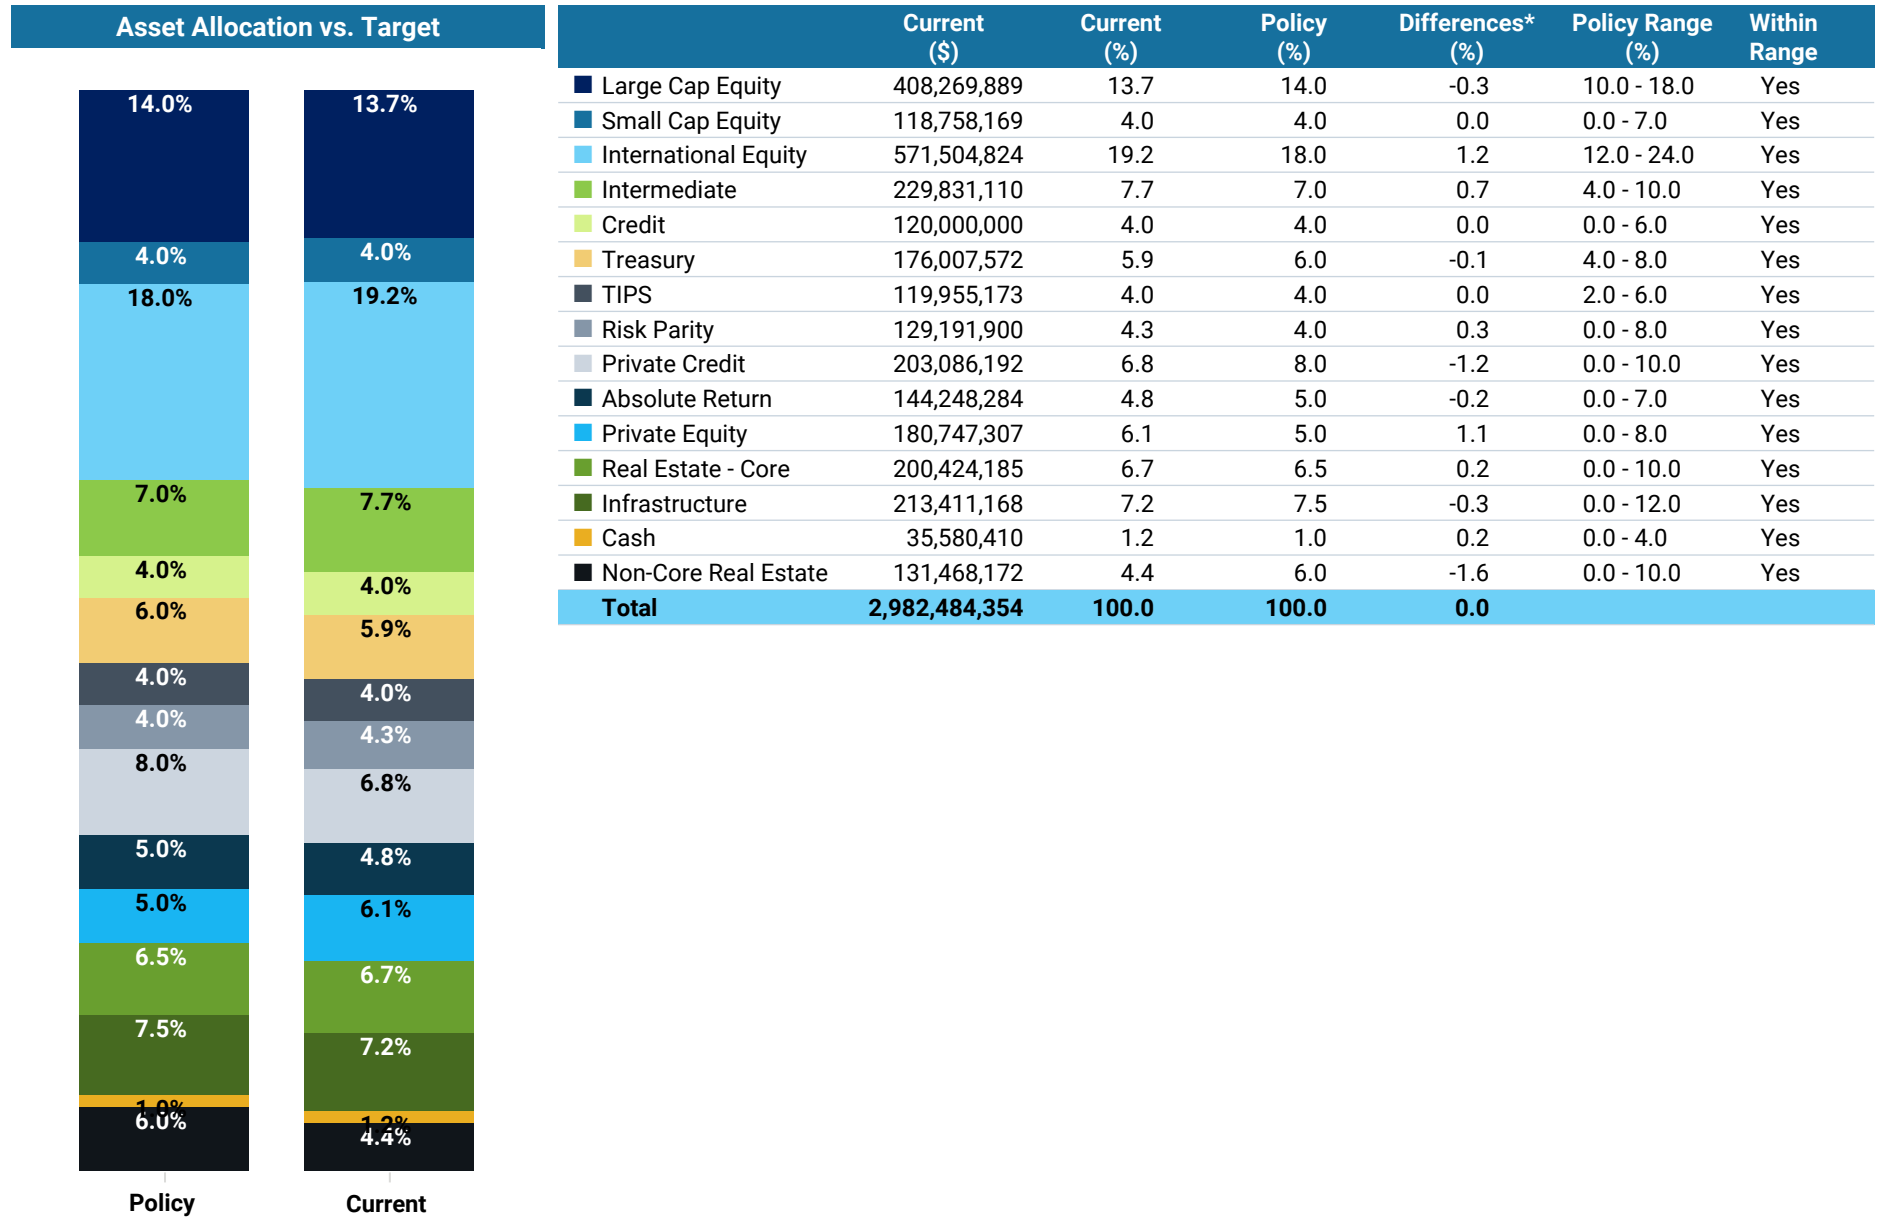 Asset Allocation vs. Target
14.0%
4.0%
18.0%
7.0%
4.0%
6.0%
4.0%
4.0%
8.0%
5.0%
5.0%
6.5%
7.5%
1.0%
6.0%
Policy
13.7%
4.0%
19.2%
7.7%
4.0%
5.9%
4.0%
4.3%
6.8%
4.8%
6.1%
6.7%
7.2%
1.2%
4.4%
Current
Current ($) Current (%) Policy (%) Differences* (%) Policy Range (%) Within Range
Large Cap Equity 408,269,889 13.7 14.0 -0.3 10.0 - 18.0 Yes
Small Cap Equity 118,758,169 4.0 4.0 0.0 0.0 - 7.0 Yes
International Equity 571,504,824 19.2 18.0 1.2 12.0 - 24.0 Yes
Intermediate 229,831,110 7.7 7.0 0.7 4.0 - 10.0 Yes
Credit 120,000,000 4.0 4.0 0.0 0.0 - 6.0 Yes
Treasury 176,007,572 5.9 6.0 -0.1 4.0 - 8.0 Yes
TIPS 119,955,173 4.0 4.0 0.0 2.0 - 6.0 Yes
Risk Parity 129,191,900 4.3 4.0 0.3 0.0 - 8.0 Yes
Private Credit 203,086,192 6.8 8.0 -1.2 0.0 - 10.0 Yes
Absolute Return 144,248,284 4.8 5.0 -0.2 0.0 - 7.0 Yes
Private Equity 180,747,307 6.1 5.0 1.1 0.0 - 8.0 Yes
Real Estate - Core 200,424,185 6.7 6.5 0.2 0.0 - 10.0 Yes
Infrastructure 213,411,168 7.2 7.5 -0.3 0.0 - 12.0 Yes
Cash 35,580,410 1.2 1.0 0.2 0.0 - 4.0 Yes
Non-Core Real Estate 131,468,172 4.4 6.0 -1.6 0.0 - 10.0 Yes
Total 2,982,484,354 100.0 100.0 0.0